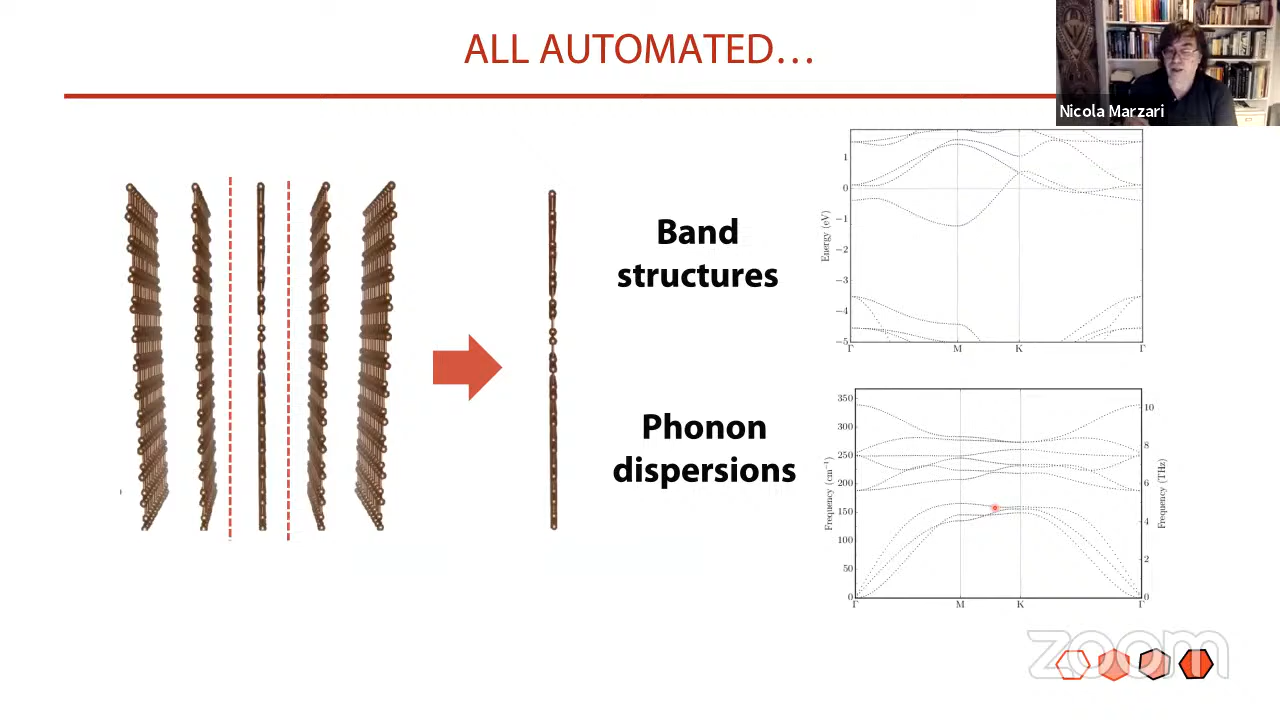 ALL AUTOMATED…
Nicola Marzari
Band
structures
Energy (eV)
1
0
−1
−2
−3
−4
−5
Γ
M
K
Γ
Phonon
dispersions
Frequency (cm⁻¹)
350
300
250
200
150
100
50
0
Γ
M
K
Γ
10
8
6
4
2
0
Frequency (THz)
zoom